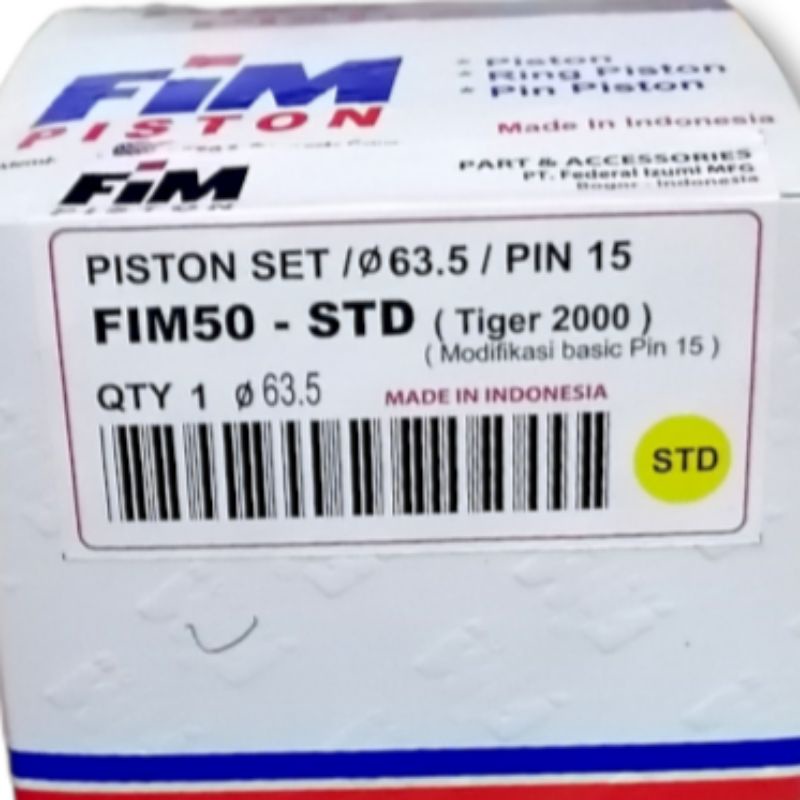 FiM
PISTON
* Piston
* Ring Piston
* Pin Piston
Made In Indonesia
FiM
PISTON
PART & ACCESSORIES
PT. Federal Izumi MFG
Bogor - Indonesia
PISTON SET / Ø 63.5 / PIN 15
FIM50 - STD ( Tiger 2000 )
( Modifikasi basic Pin 15 )
QTY 1 Ø 63.5
MADE IN INDONESIA
STD